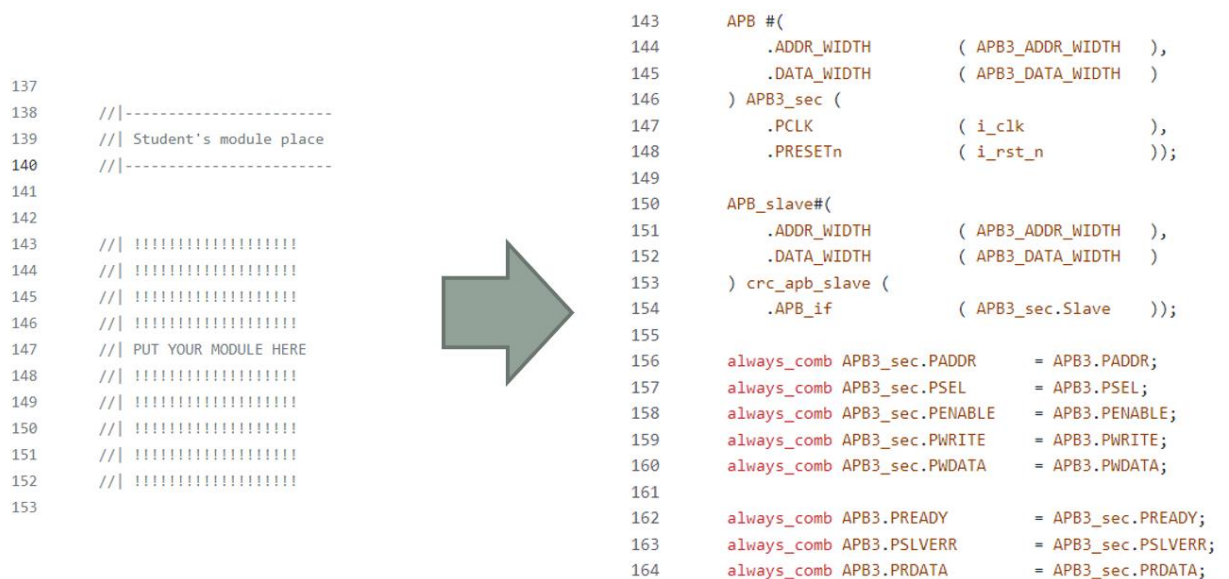 137
138 //|------------------------
139 //| Student's module place
140 //|------------------------
141
142
143 //| !!!!!!!!!!!!!!!!!!!
144 //| !!!!!!!!!!!!!!!!!!!
145 //| !!!!!!!!!!!!!!!!!!!
146 //| !!!!!!!!!!!!!!!!!!!
147 //| PUT YOUR MODULE HERE
148 //| !!!!!!!!!!!!!!!!!!!
149 //| !!!!!!!!!!!!!!!!!!!
150 //| !!!!!!!!!!!!!!!!!!!
151 //| !!!!!!!!!!!!!!!!!!!
152 //| !!!!!!!!!!!!!!!!!!!
153
143 APB #(
144 .ADDR_WIDTH ( APB3_ADDR_WIDTH ),
145 .DATA_WIDTH ( APB3_DATA_WIDTH )
146 ) APB3_sec (
147 .PCLK ( i_clk ),
148 .PRESETn ( i_rst_n ));
149
150 APB_slave#(
151 .ADDR_WIDTH ( APB3_ADDR_WIDTH ),
152 .DATA_WIDTH ( APB3_DATA_WIDTH )
153 ) crc_apb_slave (
154 .APB_if ( APB3_sec.Slave ));
155
156 always_comb APB3_sec.PADDR = APB3.PADDR;
157 always_comb APB3_sec.PSEL = APB3.PSEL;
158 always_comb APB3_sec.PENABLE = APB3.PENABLE;
159 always_comb APB3_sec.PWRITE = APB3.PWRITE;
160 always_comb APB3_sec.PWDATA = APB3.PWDATA;
161
162 always_comb APB3.PREADY = APB3_sec.PREADY;
163 always_comb APB3.PSLVERR = APB3_sec.PSLVERR;
164 always_comb APB3.PRDATA = APB3_sec.PRDATA;